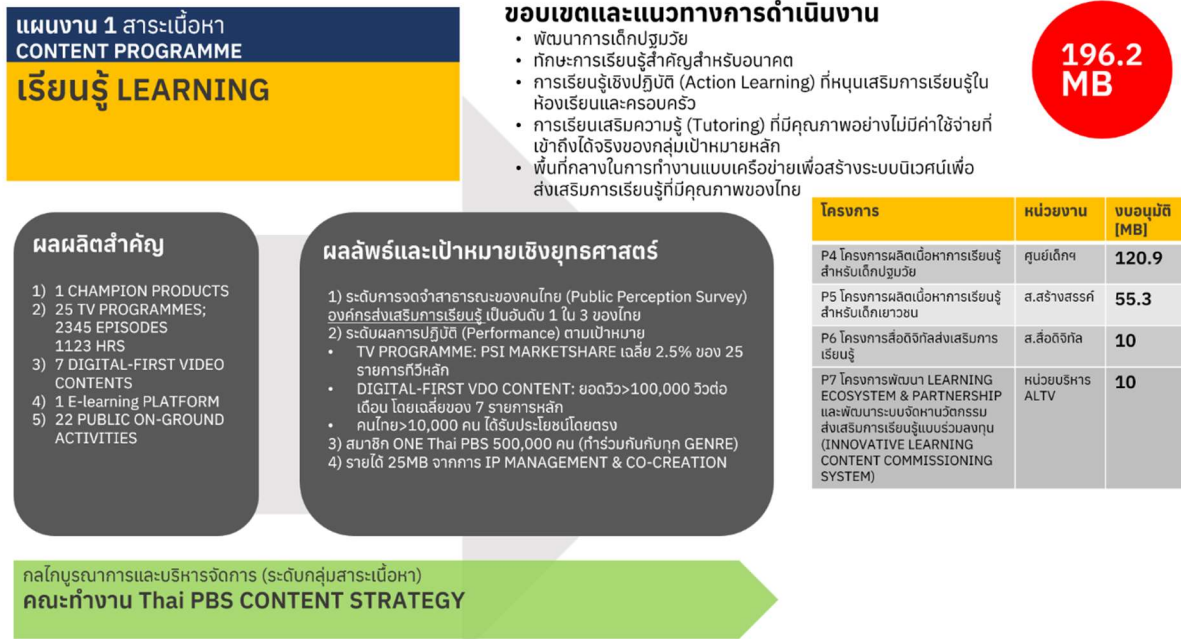 แผนงาน 1 สาระเนื้อหา
CONTENT PROGRAMME
เรียนรู้ LEARNING
ขอบเขตและแนวทางการดำเนินงาน
• พัฒนาการเด็กปฐมวัย
• ทักษะการเรียนรู้สำคัญสำหรับอนาคต
• การเรียนรู้เชิงปฏิบัติ (Action Learning) ที่หนุนเสริมการเรียนรู้ใน
ห้องเรียนและครอบครัว
• การเรียนเสริมความรู้ (Tutoring) ที่มีคุณภาพอย่างไม่มีค่าใช้จ่ายที่
เข้าถึงได้จริงของกลุ่มเป้าหมายหลัก
• พื้นที่กลางในการทำงานแบบเครือข่ายเพื่อสร้างระบบนิเวศน์เพื่อ
ส่งเสริมการเรียนรู้ที่มีคุณภาพของไทย
196.2
MB
ผลผลิตสำคัญ
1) 1 CHAMPION PRODUCTS
2) 25 TV PROGRAMMES;
2345 EPISODES
1123 HRS
3) 7 DIGITAL-FIRST VIDEO
CONTENTS
4) 1 E-learning PLATFORM
5) 22 PUBLIC ON-GROUND
ACTIVITIES
ผลลัพธ์และเป้าหมายเชิงยุทธศาสตร์
1) ระดับการจดจำสาธารณะของคนไทย (Public Perception Survey)
องค์กรส่งเสริมการเรียนรู้ เป็นอันดับ 1 ใน 3 ของไทย
2) ระดับผลการปฏิบัติ (Performance) ตามเป้าหมาย
• TV PROGRAMME: PSI MARKETSHARE เฉลี่ย 2.5% ของ 25
รายการทีวีหลัก
• DIGITAL-FIRST VDO CONTENT: ยอดวิว>100,000 วิวต่อ
เดือน โดยเฉลี่ยของ 7 รายการหลัก
• คนไทย>10,000 คน ได้รับประโยชน์โดยตรง
3) สมาชิก ONE Thai PBS 500,000 คน (ทำร่วมกันกับทุก GENRE)
4) รายได้ 25MB จากการ IP MANAGEMENT & CO-CREATION
โครงการ หน่วยงาน งบอนุมัติ
[MB]
P4 โครงการผลิตเนื้อหาการเรียนรู้ ศูนย์เด็กฯ 120.9
สำหรับเด็กปฐมวัย
P5 โครงการผลิตเนื้อหาการเรียนรู้ ส.สร้างสรรค์ 55.3
สำหรับเด็กเยาวชน
P6 โครงการสื่อดิจิทัลส่งเสริมการ ส.สื่อดิจิทัล 10
เรียนรู้
P7 โครงการพัฒนา LEARNING หน่วยบริหาร 10
ECOSYSTEM & PARTNERSHIP ALTV
และพัฒนาระบบจัดหานวัตกรรม
ส่งเสริมการเรียนรู้แบบร่วมลงทุน
(INNOVATIVE LEARNING
CONTENT COMMISSIONING
SYSTEM)
กลไกบูรณาการและบริหารจัดการ (ระดับกลุ่มสาระเนื้อหา)
คณะทำงาน Thai PBS CONTENT STRATEGY